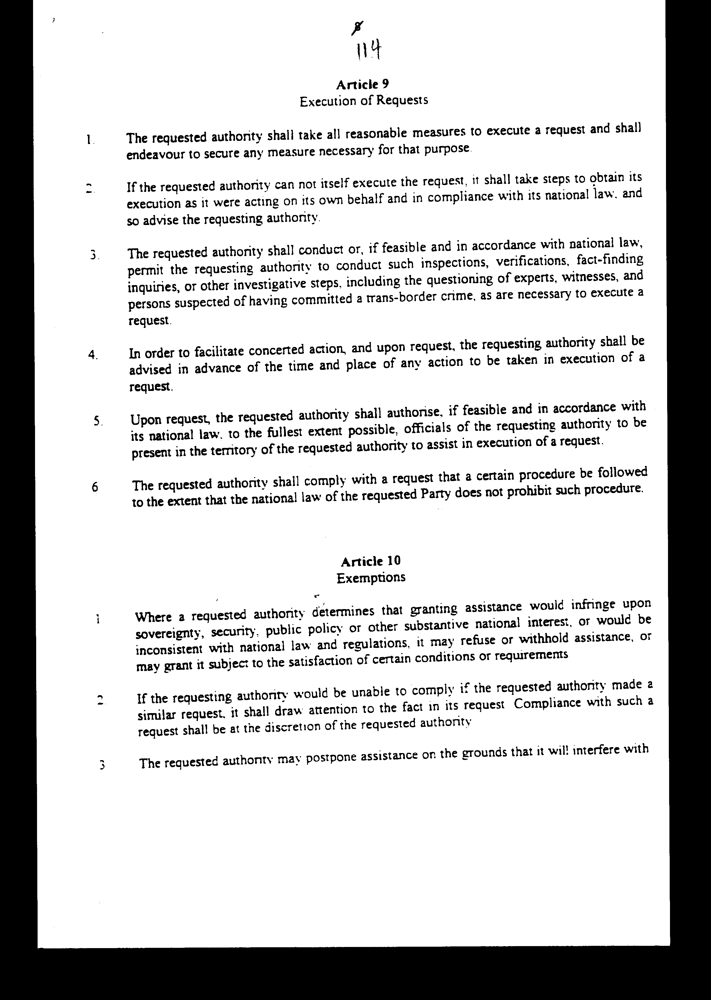 8
114
Article 9
Execution of Requests
1. The requested authority shall take all reasonable measures to execute a request and shall
endeavour to secure any measure necessary for that purpose.
2. If the requested authority can not itself execute the request, it shall take steps to obtain its
execution as it were acting on its own behalf and in compliance with its national law, and
so advise the requesting authority.
3. The requested authority shall conduct or, if feasible and in accordance with national law,
permit the requesting authority to conduct such inspections, verifications, fact-finding
inquiries, or other investigative steps, including the questioning of experts, witnesses, and
persons suspected of having committed a trans-border crime, as are necessary to execute a
request.
4. In order to facilitate concerted action, and upon request, the requesting authority shall be
advised in advance of the time and place of any action to be taken in execution of a
request.
5. Upon request, the requested authority shall authorise, if feasible and in accordance with
its national law, to the fullest extent possible, officials of the requesting authority to be
present in the territory of the requested authority to assist in execution of a request.
6 The requested authority shall comply with a request that a certain procedure be followed
to the extent that the national law of the requested Party does not prohibit such procedure.
Article 10
Exemptions
1 Where a requested authority determines that granting assistance would infringe upon
sovereignty, security, public policy or other substantive national interest, or would be
inconsistent with national law and regulations, it may refuse or withhold assistance, or
may grant it subject to the satisfaction of certain conditions or requirements
2. If the requesting authority would be unable to comply if the requested authority made a
similar request, it shall draw attention to the fact in its request Compliance with such a
request shall be at the discretion of the requested authority
3 The requested authority may postpone assistance on the grounds that it will interfere with